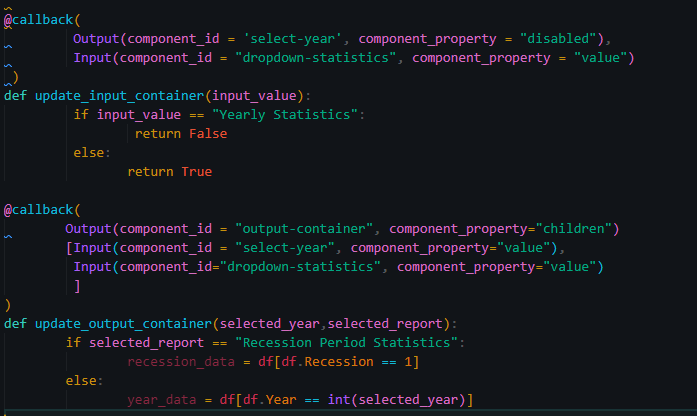 @callback(
Output(component_id = 'select-year', component_property = "disabled"),
Input(component_id = "dropdown-statistics", component_property = "value")
)
def update_input_container(input_value):
if input_value == "Yearly Statistics":
return False
else:
return True
@callback(
Output(component_id = "output-container", component_property="children")
[Input(component_id = "select-year", component_property="value"),
Input(component_id="dropdown-statistics", component_property="value")
]
)
def update_output_container(selected_year,selected_report):
if selected_report == "Recession Period Statistics":
recession_data = df[df.Recession == 1]
else:
year_data = df[df.Year == int(selected_year)]